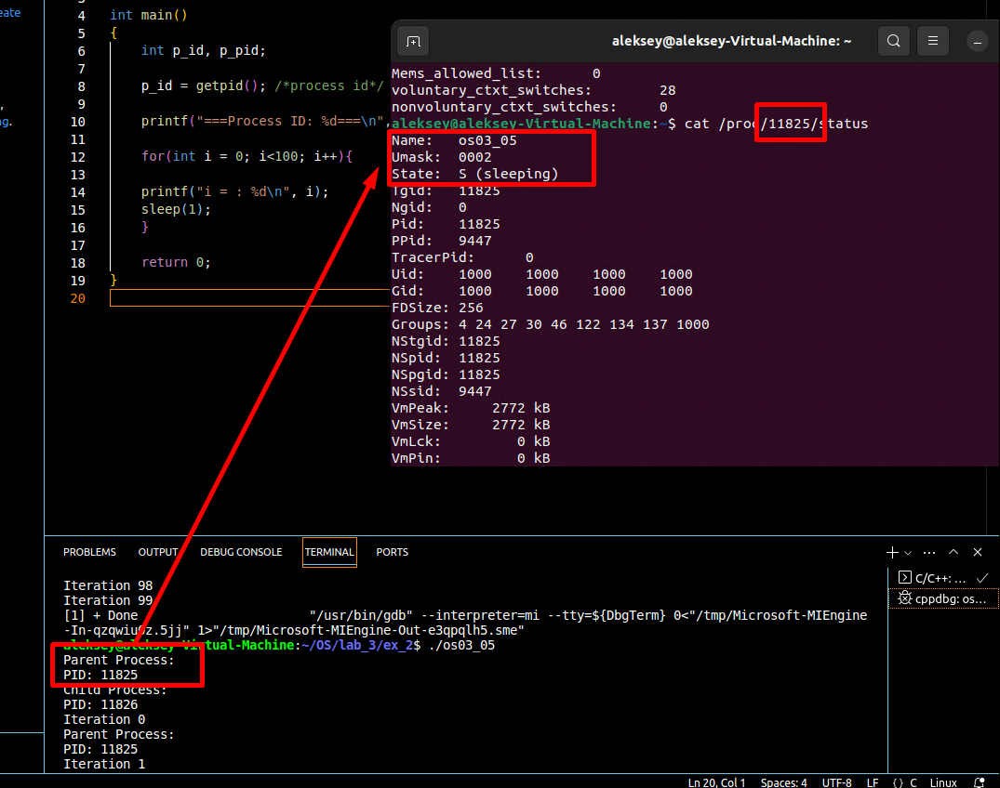 eate
,
g.
4 int main()
5 {
6 int p_id, p_pid;
7
8 p_id = getpid(); /*process id*/
9
10 printf("===Process ID: %d===\n",
11
12 for(int i = 0; i<100; i++){
13
14 printf("i = : %d\n", i);
15 sleep(1);
16 }
17
18 return 0;
19 }
20
aleksey@aleksey-Virtual-Machine: ~
Mems_allowed_list: 0
voluntary_ctxt_switches: 28
nonvoluntary_ctxt_switches: 0
aleksey@aleksey-Virtual-Machine:~$ cat /proc/11825/status
Name: os03_05
Umask: 0002
State: S (sleeping)
Tgid: 11825
Ngid: 0
Pid: 11825
PPid: 9447
TracerPid: 0
Uid: 1000 1000 1000 1000
Gid: 1000 1000 1000 1000
FDSize: 256
Groups: 4 24 27 30 46 122 134 137 1000
NStgid: 11825
NSpid: 11825
NSpgid: 11825
NSsid: 9447
VmPeak: 2772 kB
VmSize: 2772 kB
VmLck: 0 kB
VmPin: 0 kB
PROBLEMS OUTPUT DEBUG CONSOLE TERMINAL PORTS
Iteration 98
Iteration 99
[1] + Done "/usr/bin/gdb" --interpreter=mi --tty=${DbgTerm} 0<"/tmp/Microsoft-MIEngine
-In-qzqwiu0z.5jj" 1>"/tmp/Microsoft-MIEngine-Out-e3qpqlh5.sme"
aleksey@aleksey-Virtual-Machine:~/OS/lab_3/ex_2$ ./os03_05
Parent Process:
PID: 11825
Child Process:
PID: 11826
Iteration 0
Parent Process:
PID: 11825
Iteration 1
C/C++: ...
cppdbg: os...
Ln 20, Col 1 Spaces: 4 UTF-8 LF {} C Linux